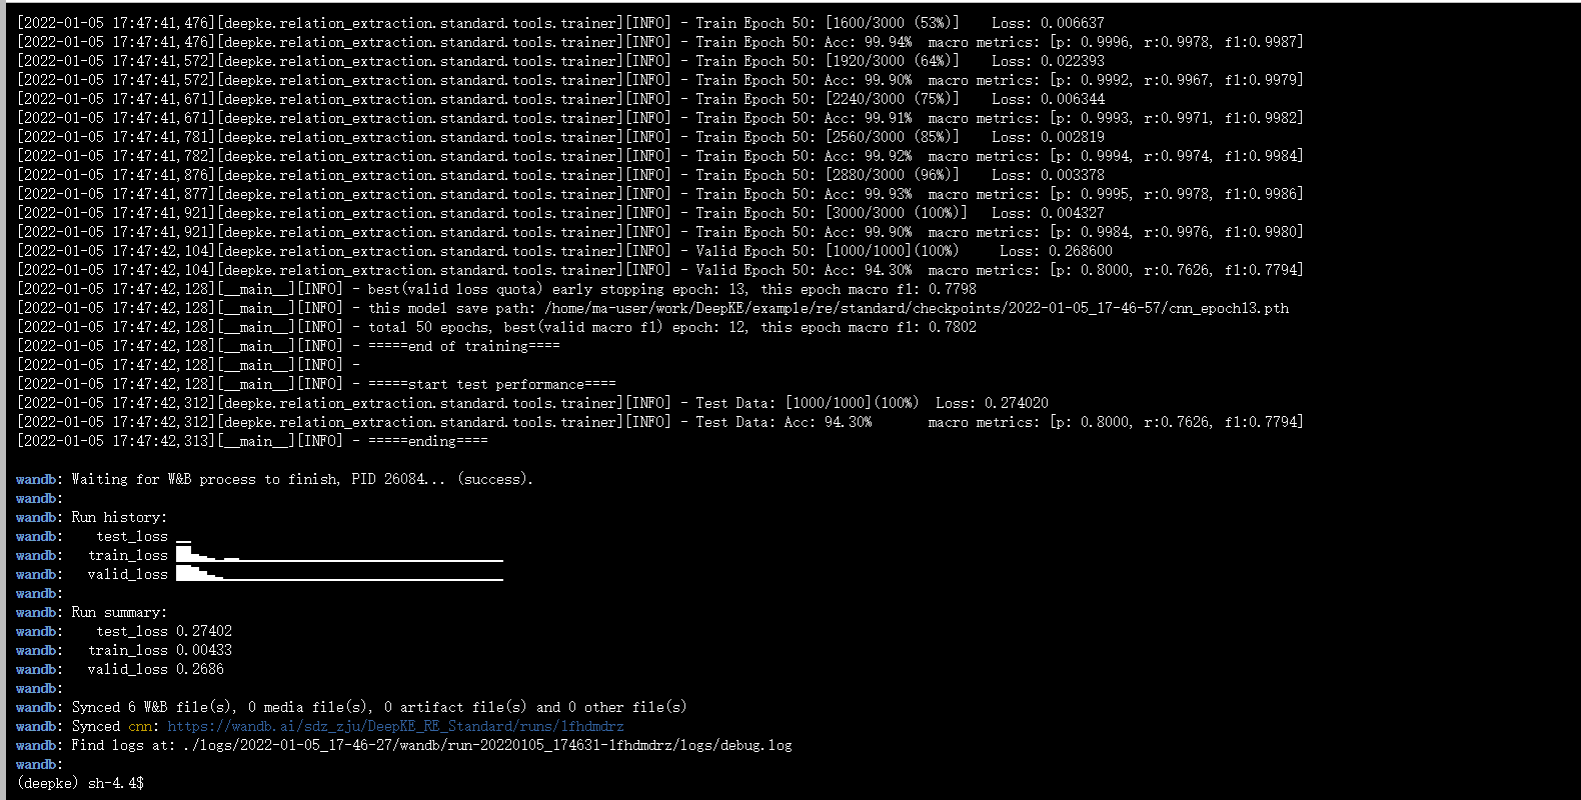 [2022-01-05 17:47:41,476][deepke.relation_extraction.standard.tools.trainer][INFO] - Train Epoch 50: [1600/3000 (53%)]    Loss: 0.006637
[2022-01-05 17:47:41,476][deepke.relation_extraction.standard.tools.trainer][INFO] - Train Epoch 50: Acc: 99.94%  macro metrics: [p: 0.9996, r:0.9978, f1:0.9987]
[2022-01-05 17:47:41,572][deepke.relation_extraction.standard.tools.trainer][INFO] - Train Epoch 50: [1920/3000 (64%)]    Loss: 0.022393
[2022-01-05 17:47:41,572][deepke.relation_extraction.standard.tools.trainer][INFO] - Train Epoch 50: Acc: 99.90%  macro metrics: [p: 0.9992, r:0.9967, f1:0.9979]
[2022-01-05 17:47:41,671][deepke.relation_extraction.standard.tools.trainer][INFO] - Train Epoch 50: [2240/3000 (75%)]    Loss: 0.006344
[2022-01-05 17:47:41,671][deepke.relation_extraction.standard.tools.trainer][INFO] - Train Epoch 50: Acc: 99.91%  macro metrics: [p: 0.9993, r:0.9971, f1:0.9982]
[2022-01-05 17:47:41,781][deepke.relation_extraction.standard.tools.trainer][INFO] - Train Epoch 50: [2560/3000 (85%)]    Loss: 0.002819
[2022-01-05 17:47:41,782][deepke.relation_extraction.standard.tools.trainer][INFO] - Train Epoch 50: Acc: 99.92%  macro metrics: [p: 0.9994, r:0.9974, f1:0.9984]
[2022-01-05 17:47:41,876][deepke.relation_extraction.standard.tools.trainer][INFO] - Train Epoch 50: [2880/3000 (96%)]    Loss: 0.003378
[2022-01-05 17:47:41,877][deepke.relation_extraction.standard.tools.trainer][INFO] - Train Epoch 50: Acc: 99.93%  macro metrics: [p: 0.9995, r:0.9978, f1:0.9986]
[2022-01-05 17:47:41,921][deepke.relation_extraction.standard.tools.trainer][INFO] - Train Epoch 50: [3000/3000 (100%)]   Loss: 0.004327
[2022-01-05 17:47:41,921][deepke.relation_extraction.standard.tools.trainer][INFO] - Train Epoch 50: Acc: 99.90%  macro metrics: [p: 0.9984, r:0.9976, f1:0.9980]
[2022-01-05 17:47:42,104][deepke.relation_extraction.standard.tools.trainer][INFO] - Valid Epoch 50: [1000/1000](100%)     Loss: 0.268600
[2022-01-05 17:47:42,104][deepke.relation_extraction.standard.tools.trainer][INFO] - Valid Epoch 50: Acc: 94.30%  macro metrics: [p: 0.8000, r:0.7626, f1:0.7794]
[2022-01-05 17:47:42,128][__main__][INFO] - best(valid loss quota) early stopping epoch: 13, this epoch macro f1: 0.7798
[2022-01-05 17:47:42,128][__main__][INFO] - this model save path: /home/ma-user/work/DeepKE/example/re/standard/checkpoints/2022-01-05_17-46-57/cnn_epoch13.pth
[2022-01-05 17:47:42,128][__main__][INFO] - total 50 epochs, best(valid macro f1) epoch: 12, this epoch macro f1: 0.7802
[2022-01-05 17:47:42,128][__main__][INFO] - =====end of training====
[2022-01-05 17:47:42,128][__main__][INFO] -
[2022-01-05 17:47:42,128][__main__][INFO] - =====start test performance====
[2022-01-05 17:47:42,312][deepke.relation_extraction.standard.tools.trainer][INFO] - Test Data: [1000/1000](100%)  Loss: 0.274020
[2022-01-05 17:47:42,312][deepke.relation_extraction.standard.tools.trainer][INFO] - Test Data: Acc: 94.30%       macro metrics: [p: 0.8000, r:0.7626, f1:0.7794]
[2022-01-05 17:47:42,313][__main__][INFO] - =====ending====
wandb: Waiting for W&B process to finish, PID 26084... (success).
wandb:
wandb: Run history:
wandb:    test_loss
wandb:   train_loss
wandb:   valid_loss
wandb:
wandb: Run summary:
wandb:    test_loss 0.27402
wandb:   train_loss 0.00433
wandb:   valid_loss 0.2686
wandb:
wandb: Synced 6 W&B file(s), 0 media file(s), 0 artifact file(s) and 0 other file(s)
wandb: Synced cnn: https://wandb.ai/sdz_zju/DeepKE_RE_Standard/runs/1fhdmdrz
wandb: Find logs at: ./logs/2022-01-05_17-46-27/wandb/run-20220105_174631-1fhdmdrz/logs/debug.log
wandb:
(deepke) sh-4.4$